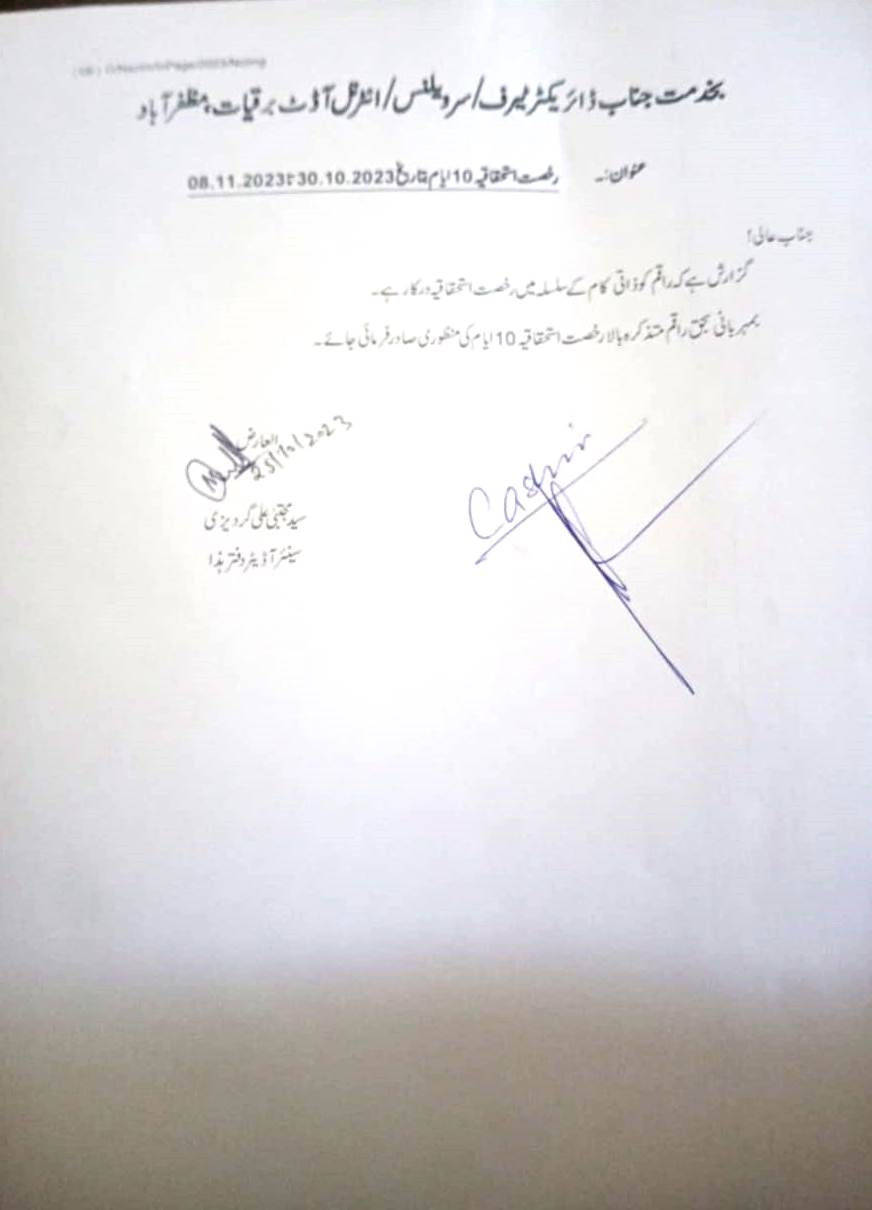 بخدمت جناب ڈائریکٹر ٹیرف/سرویلنس/انٹرنل آڈٹ برقیات، مظفر آباد
عنوان:۔ رخصت استحقاقیہ 10 ایام بتاریخ 30.10.2023 تا 08.11.2023
جناب عالی!
گزارش ہے کہ راقم کو ذاتی کام کے سلسلہ میں رخصت استحقاقیہ درکار ہے۔
بمہربانی بحق راقم متذکرہ بالا رخصت استحقاقیہ 10 ایام کی منظوری صادر فرمائی جائے۔
العارض
25/10/2023
سید مجتبیٰ علی گردیزی
سینئر آڈیٹر دفتر ہذا